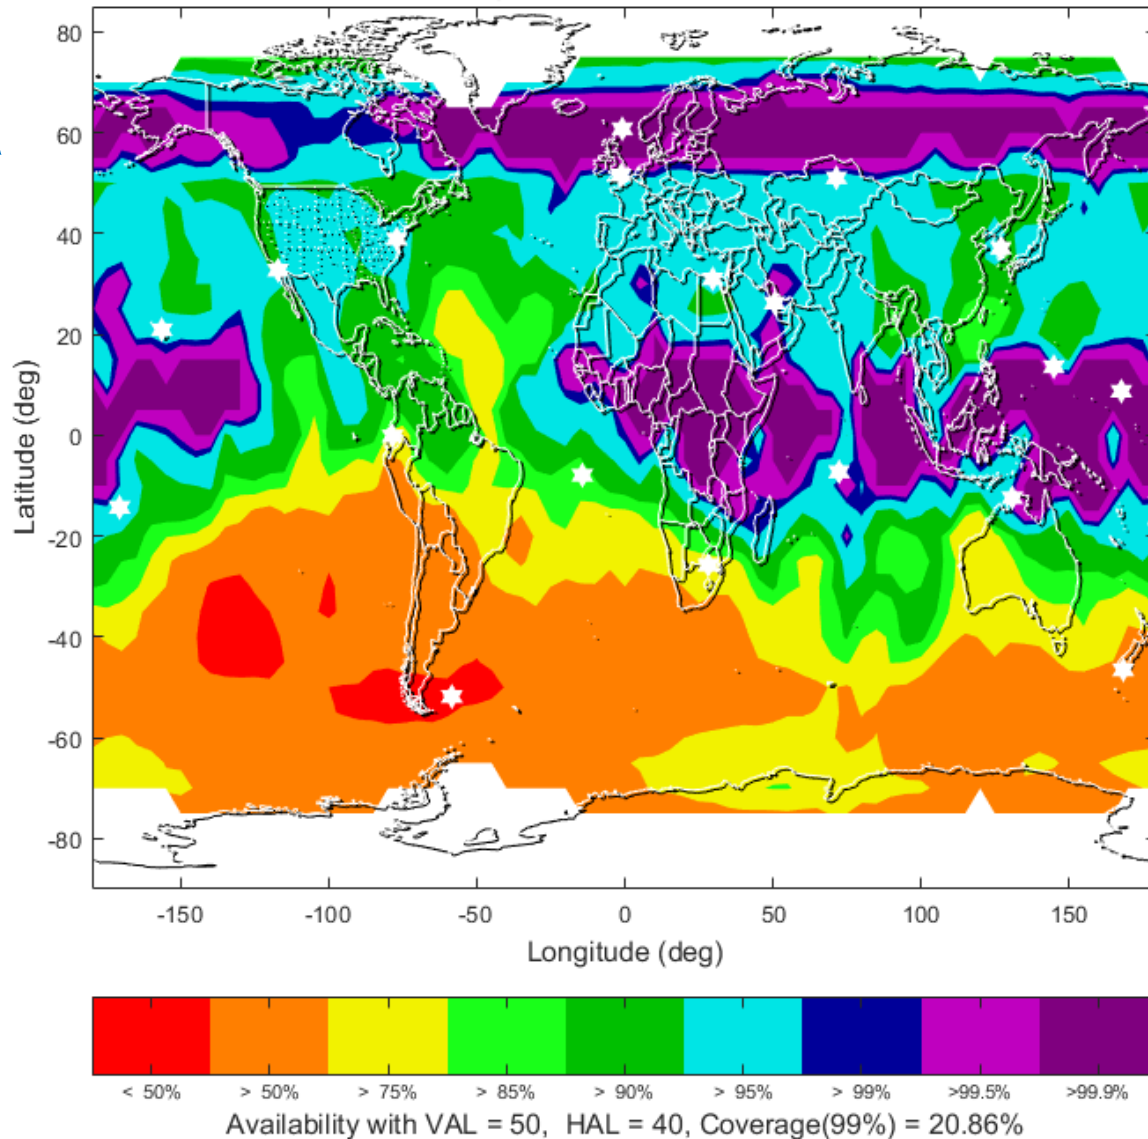 80
60
40
20
0
-20
-40
-60
-80
Latitude (deg)
-150 -100 -50 0 50 100 150
Longitude (deg)
< 50% > 50% > 75% > 85% > 90% > 95% > 99% >99.5% >99.9%
Availability with VAL = 50, HAL = 40, Coverage(99%) = 20.86%